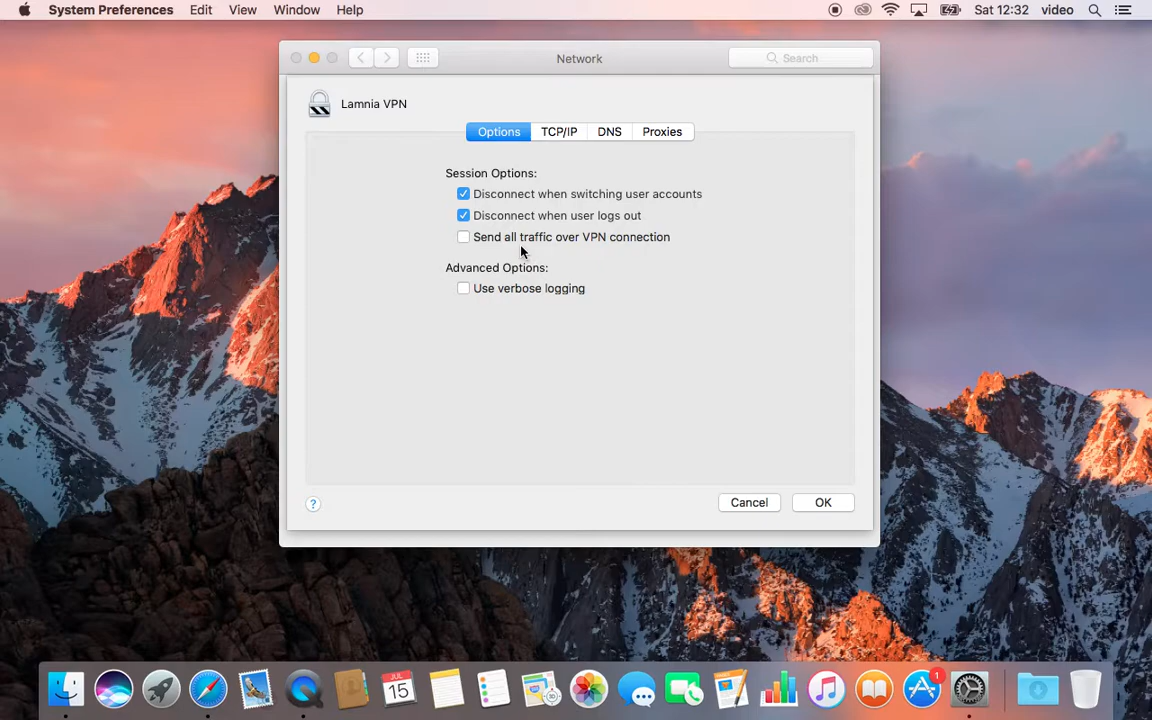 System Preferences Edit View Window Help Sat 12:32 video
Network
Search
Lamnia VPN
Options TCP/IP DNS Proxies
Session Options:
Disconnect when switching user accounts
Disconnect when user logs out
Send all traffic over VPN connection
Advanced Options:
Use verbose logging
? Cancel OK
JUL
15
1